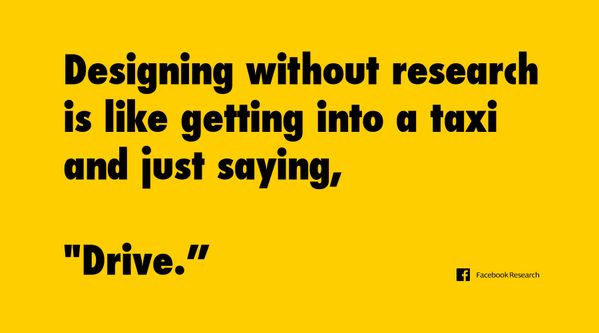 Designing without research
is like getting into a taxi
and just saying,
"Drive.”
Facebook Research